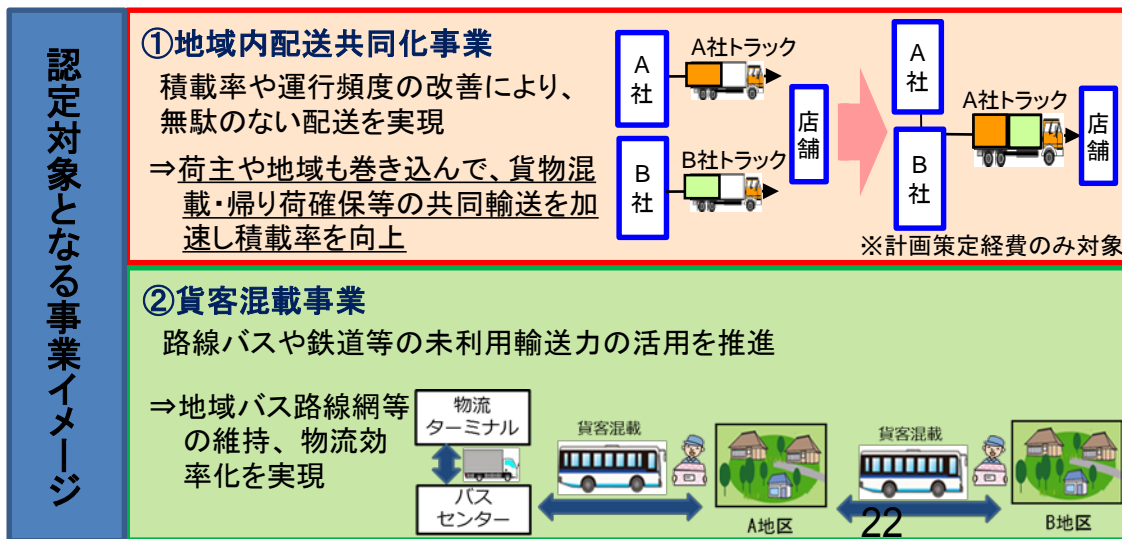 認定対象となる事業イメージ
①地域内配送共同化事業
積載率や運行頻度の改善により、
無駄のない配送を実現
⇒荷主や地域も巻き込んで、貨物混
載・帰り荷確保等の共同輸送を加
速し積載率を向上
A社
A社トラック
B社
B社トラック
店舗
A社
B社
A社トラック
店舗
※計画策定経費のみ対象
②貨客混載事業
路線バスや鉄道等の未利用輸送力の活用を推進
⇒地域バス路線網等
の維持、物流効
率化を実現
物流
ターミナル
バス
センター
貨客混載
A地区
貨客混載
22
B地区